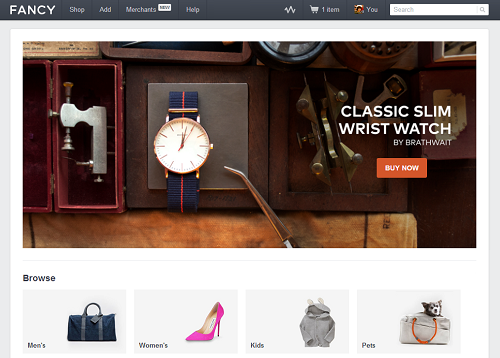 FANCY
Shop
Add
Merchants NEW
Help
1 item
You
Search
CLASSIC SLIM
WRIST WATCH
BY BRATHWAIT
BUY NOW
Browse
Men's
Women's
Kids
Pets